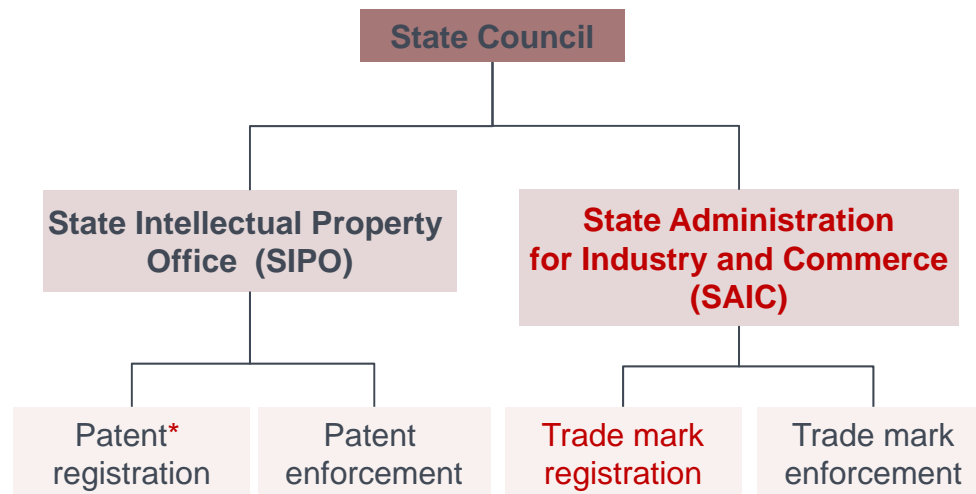 State Council
State Intellectual Property
Office (SIPO)
State Administration
for Industry and Commerce
(SAIC)
Patent*
registration
Patent
enforcement
Trade mark
registration
Trade mark
enforcement